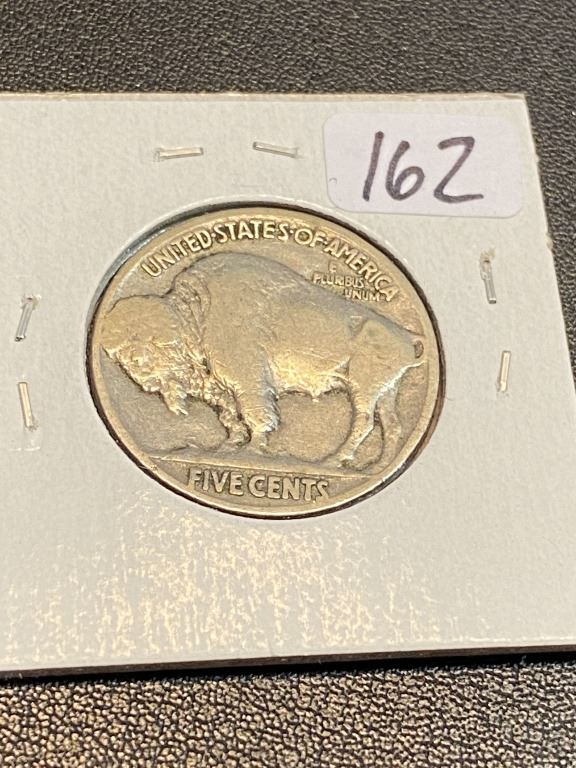 162
UNITED·STATES·OF·AMERICA
E
PLURIBUS
UNUM
FIVE CENTS